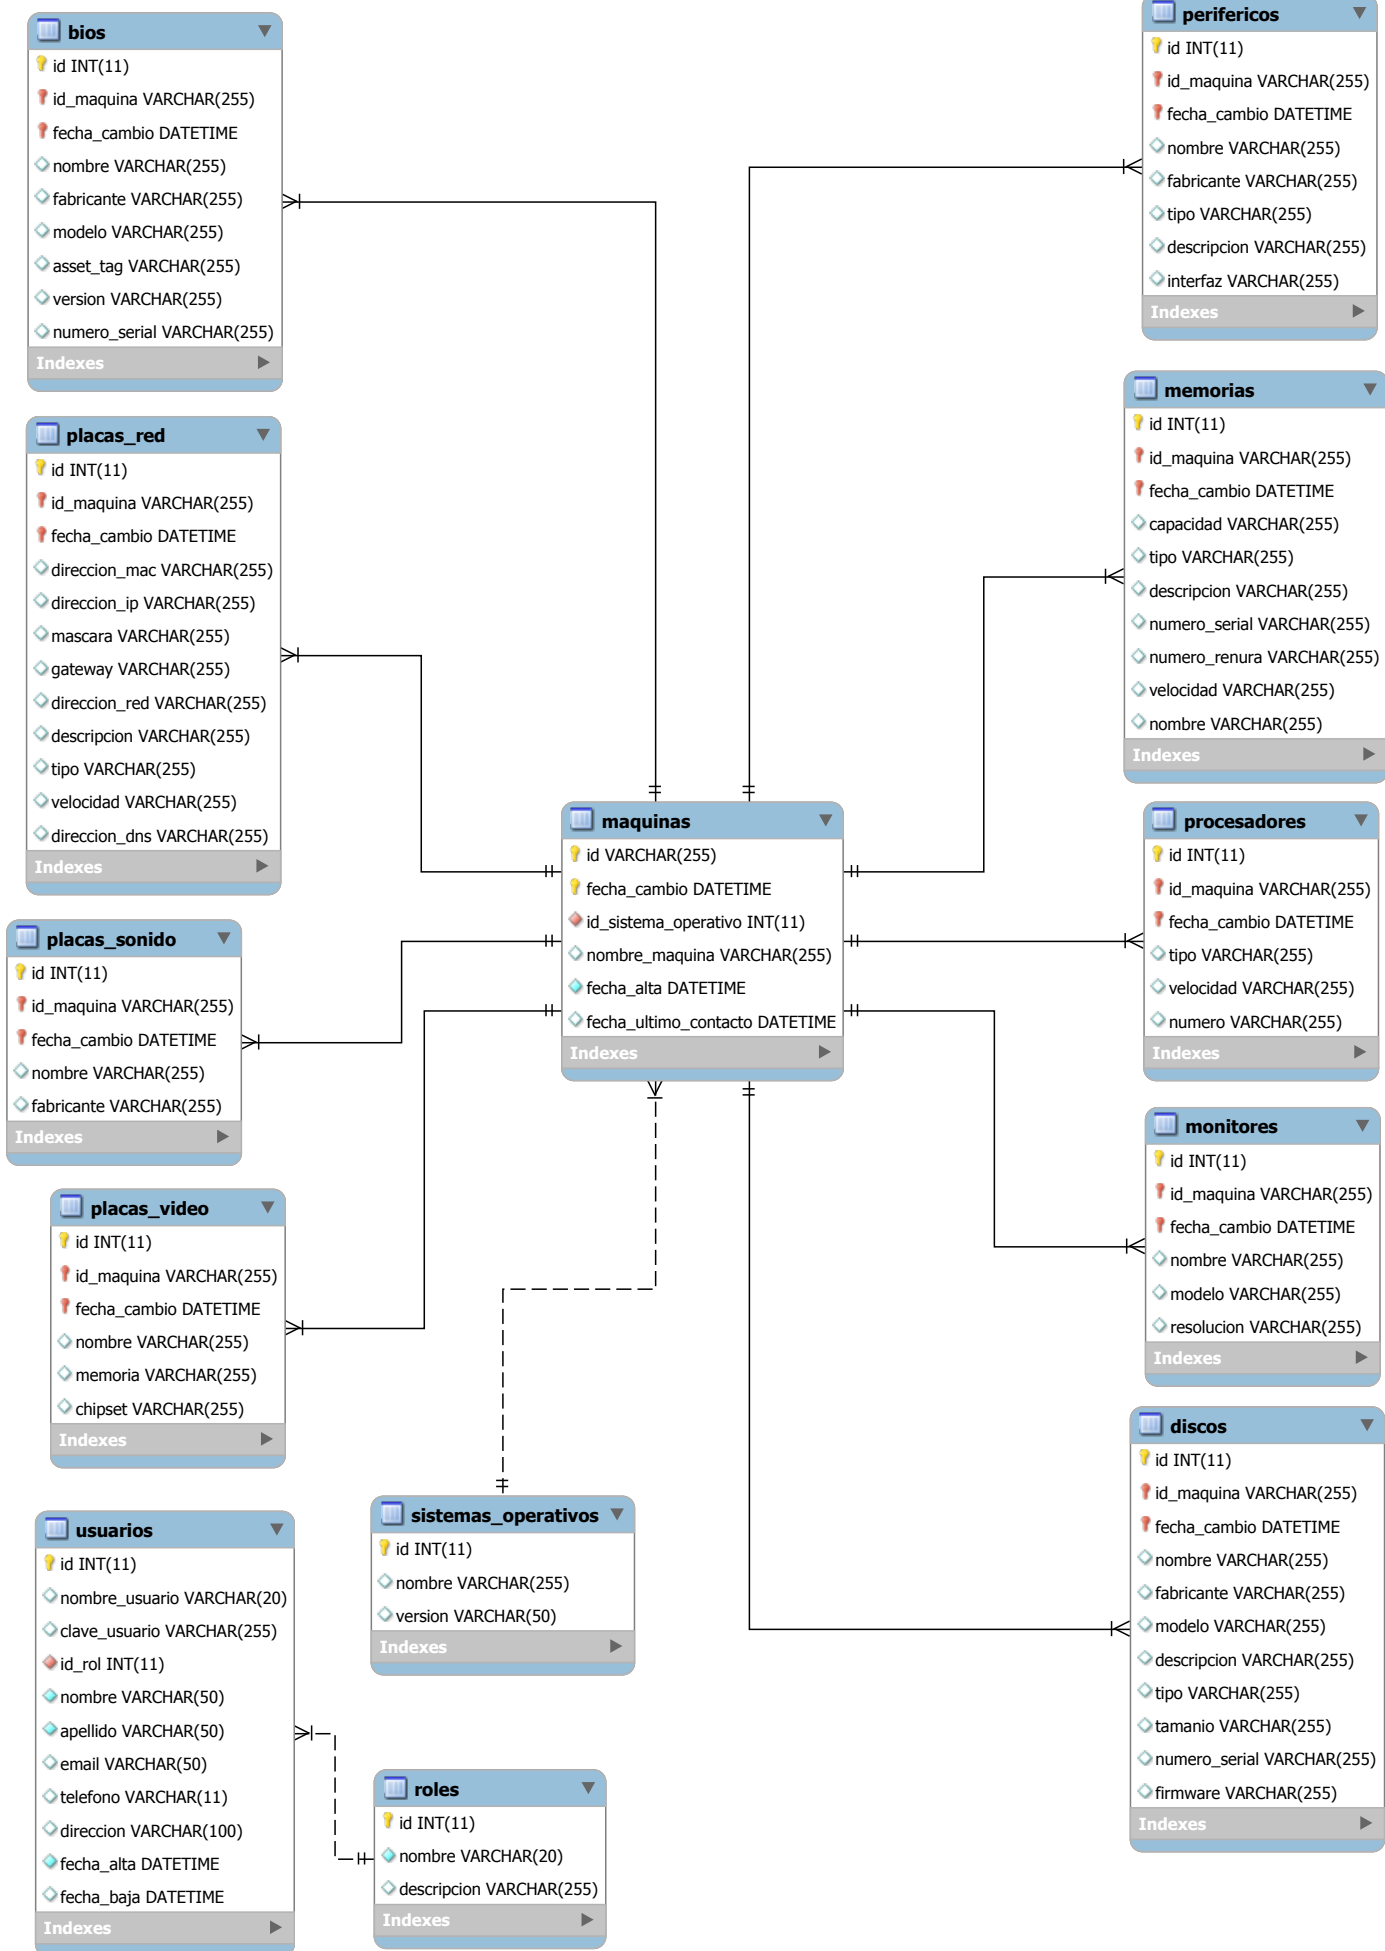 bios
id INT(11)
id_maquina VARCHAR(255)
fecha_cambio DATETIME
nombre VARCHAR(255)
fabricante VARCHAR(255)
modelo VARCHAR(255)
asset_tag VARCHAR(255)
version VARCHAR(255)
numero_serial VARCHAR(255)
Indexes
placas_red
id INT(11)
id_maquina VARCHAR(255)
fecha_cambio DATETIME
direccion_mac VARCHAR(255)
direccion_ip VARCHAR(255)
mascara VARCHAR(255)
gateway VARCHAR(255)
direccion_red VARCHAR(255)
descripcion VARCHAR(255)
tipo VARCHAR(255)
velocidad VARCHAR(255)
direccion_dns VARCHAR(255)
Indexes
placas_sonido
id INT(11)
id_maquina VARCHAR(255)
fecha_cambio DATETIME
nombre VARCHAR(255)
fabricante VARCHAR(255)
Indexes
placas_video
id INT(11)
id_maquina VARCHAR(255)
fecha_cambio DATETIME
nombre VARCHAR(255)
memoria VARCHAR(255)
chipset VARCHAR(255)
Indexes
usuarios
id INT(11)
nombre_usuario VARCHAR(20)
clave_usuario VARCHAR(255)
id_rol INT(11)
nombre VARCHAR(50)
apellido VARCHAR(50)
email VARCHAR(50)
telefono VARCHAR(11)
direccion VARCHAR(100)
fecha_alta DATETIME
fecha_baja DATETIME
Indexes
maquinas
id VARCHAR(255)
fecha_cambio DATETIME
id_sistema_operativo INT(11)
nombre_maquina VARCHAR(255)
fecha_alta DATETIME
fecha_ultimo_contacto DATETIME
Indexes
sistemas_operativos
id INT(11)
nombre VARCHAR(255)
version VARCHAR(50)
Indexes
roles
id INT(11)
nombre VARCHAR(20)
descripcion VARCHAR(255)
Indexes
perifericos
id INT(11)
id_maquina VARCHAR(255)
fecha_cambio DATETIME
nombre VARCHAR(255)
fabricante VARCHAR(255)
tipo VARCHAR(255)
descripcion VARCHAR(255)
interfaz VARCHAR(255)
Indexes
memorias
id INT(11)
id_maquina VARCHAR(255)
fecha_cambio DATETIME
capacidad VARCHAR(255)
tipo VARCHAR(255)
descripcion VARCHAR(255)
numero_serial VARCHAR(255)
numero_renura VARCHAR(255)
velocidad VARCHAR(255)
nombre VARCHAR(255)
Indexes
procesadores
id INT(11)
id_maquina VARCHAR(255)
fecha_cambio DATETIME
tipo VARCHAR(255)
velocidad VARCHAR(255)
numero VARCHAR(255)
Indexes
monitores
id INT(11)
id_maquina VARCHAR(255)
fecha_cambio DATETIME
nombre VARCHAR(255)
modelo VARCHAR(255)
resolucion VARCHAR(255)
Indexes
discos
id INT(11)
id_maquina VARCHAR(255)
fecha_cambio DATETIME
nombre VARCHAR(255)
fabricante VARCHAR(255)
modelo VARCHAR(255)
descripcion VARCHAR(255)
tipo VARCHAR(255)
tamanio VARCHAR(255)
numero_serial VARCHAR(255)
firmware VARCHAR(255)
Indexes